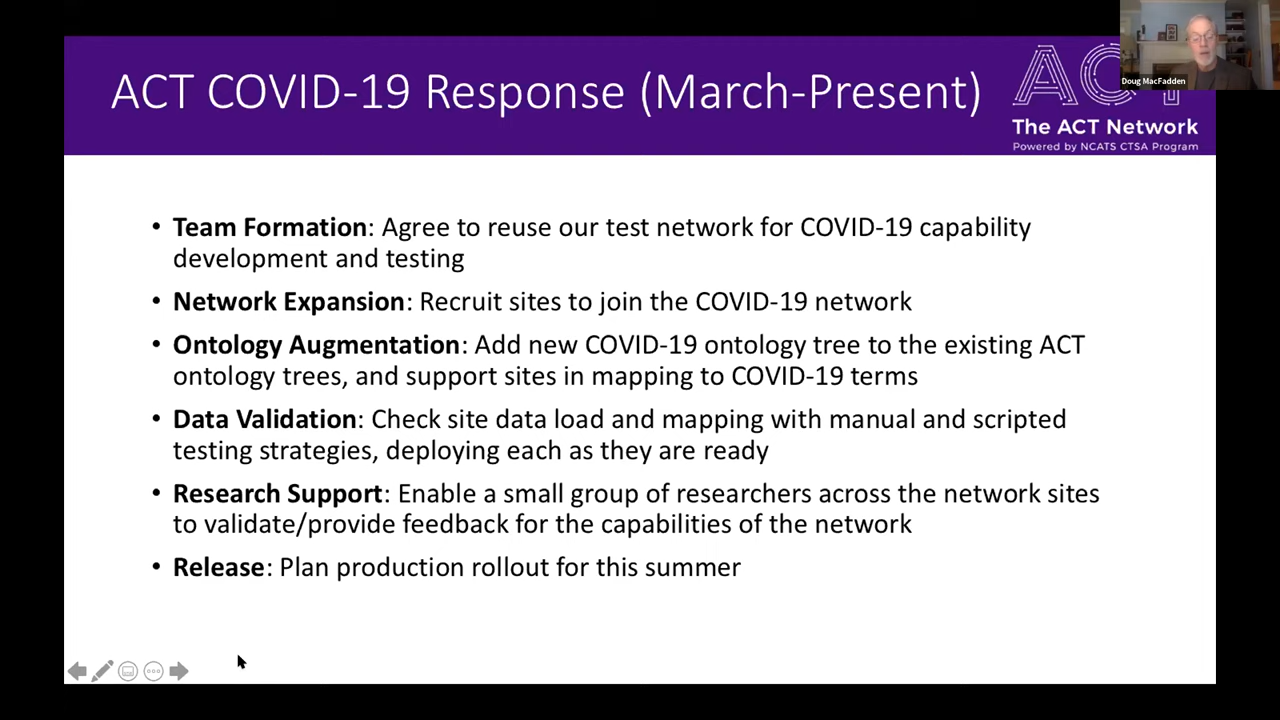 ACT COVID-19 Response (March-Present)
ACT
Doug MacFadden
The ACT Network
Powered by NCATS CTSA Program
• Team Formation: Agree to reuse our test network for COVID-19 capability
development and testing
• Network Expansion: Recruit sites to join the COVID-19 network
• Ontology Augmentation: Add new COVID-19 ontology tree to the existing ACT
ontology trees, and support sites in mapping to COVID-19 terms
• Data Validation: Check site data load and mapping with manual and scripted
testing strategies, deploying each as they are ready
• Research Support: Enable a small group of researchers across the network sites
to validate/provide feedback for the capabilities of the network
• Release: Plan production rollout for this summer